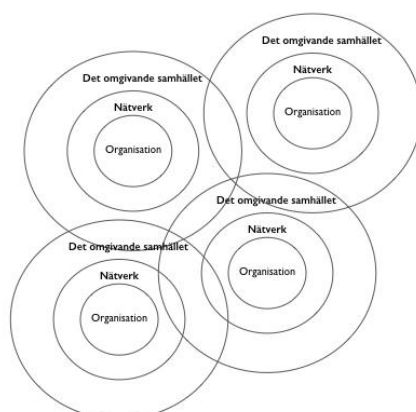 Det omgivande samhället
Nätverk
Organisation
Det omgivande samhället
Nätverk
Organisation
Det omgivande samhället
Nätverk
Organisation
Det omgivande samhället
Nätverk
Organisation